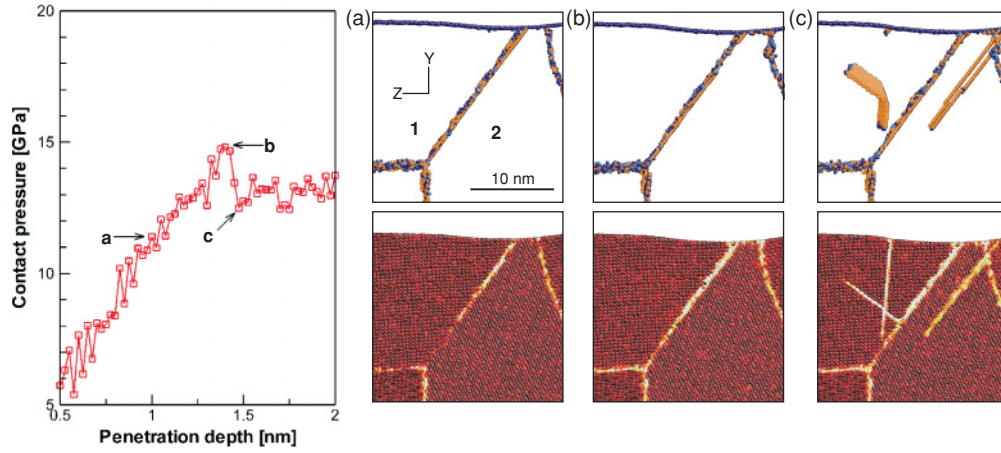 20
15
10
5
0.5
1
1.5
2
Contact pressure [GPa]
Penetration depth [nm]
a
b
c
(a)
(b)
(c)
Y
Z
1
2
10 nm